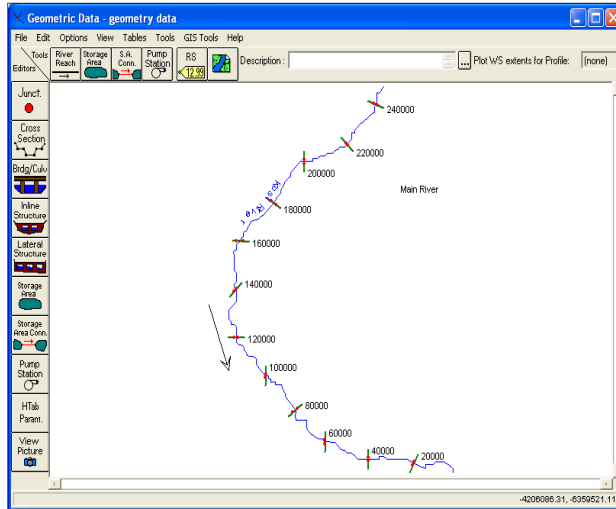 Geometric Data - geometry data
File Edit Options View Tables Tools GIS Tools Help
Tools
Editors
River
Reach
Storage
Area
S.A.
Conn.
Pump
Station
RS
12.99
Description :
...
Plot WS extents for Profile:
(none)
Junct.
Cross
Section
Brdg/Culv
Inline
Structure
Lateral
Structure
Storage
Area
Storage
Area Conn.
Pump
Station
HTab
Param.
View
Picture
240000
220000
200000
Main River
Kosi River
180000
160000
140000
120000
100000
80000
60000
40000
20000
-4206086.31, -6359521.11